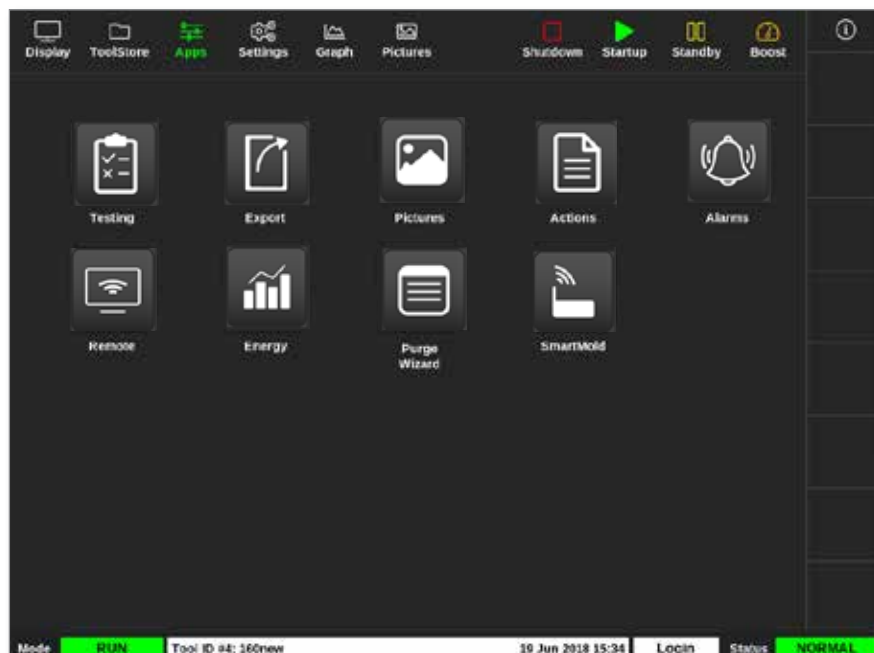 Display ToolStore Apps Settings Graph Pictures Shutdown Startup Standby Boost
Testing Export Pictures Actions Alarms
Remote Energy Purge Wizard SmartMold
Mode RUN Tool ID #4: 160new 19 Jun 2018 15:34 Login Status NORMAL